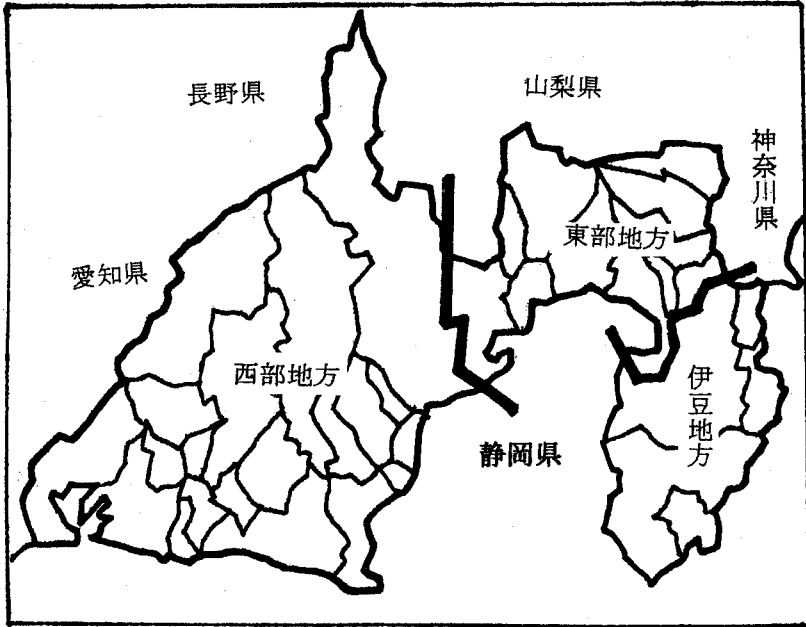 長野県
山梨県
神奈川県
愛知県
東部地方
西部地方
伊豆地方
静岡県